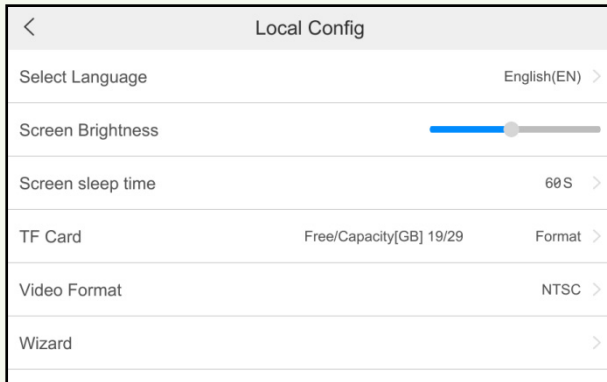 Local Config
Select Language English(EN)
Screen Brightness
Screen sleep time 60S
TF Card Free/Capacity[GB] 19/29 Format
Video Format NTSC
Wizard